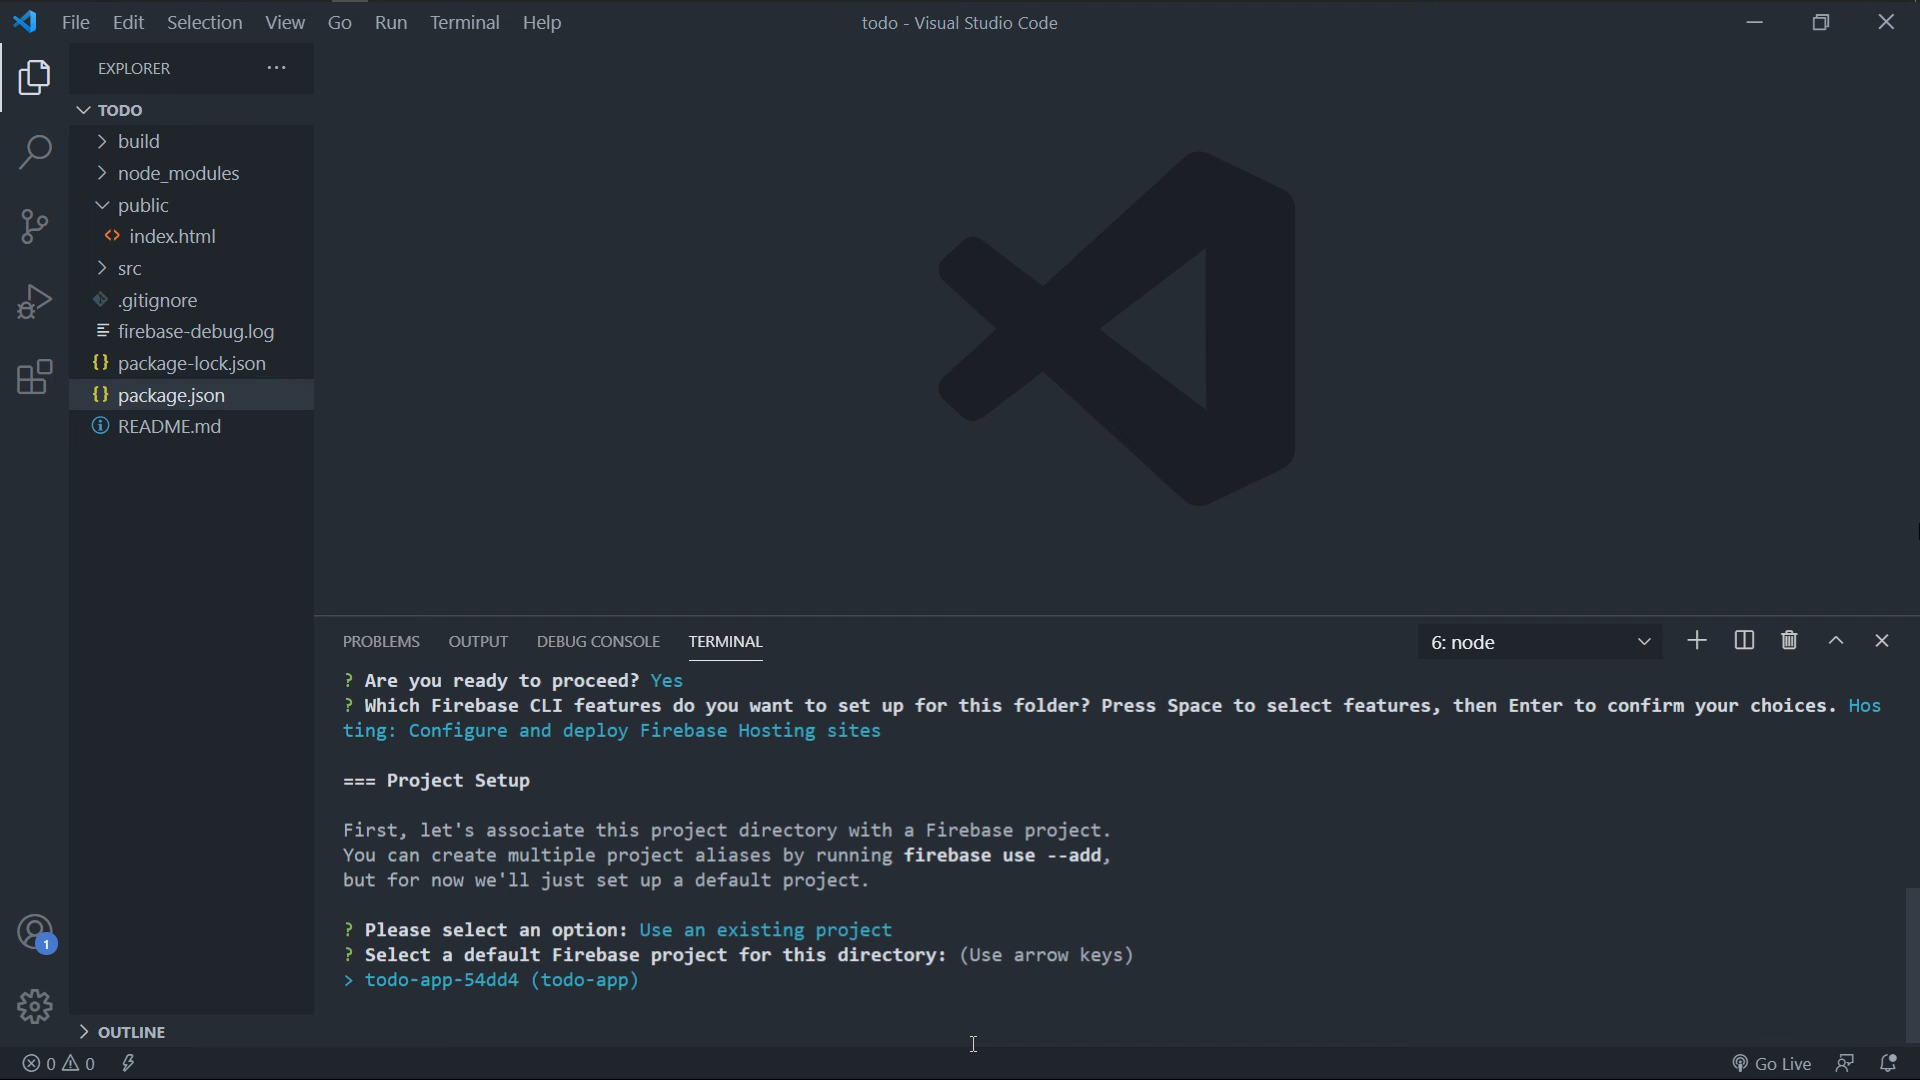 File Edit Selection View Go Run Terminal Help
todo - Visual Studio Code
EXPLORER
TODO
build
node_modules
public
index.html
src
.gitignore
firebase-debug.log
package-lock.json
package.json
README.md
OUTLINE
PROBLEMS OUTPUT DEBUG CONSOLE TERMINAL
6: node
? Are you ready to proceed? Yes
? Which Firebase CLI features do you want to set up for this folder? Press Space to select features, then Enter to confirm your choices. Hos
ting: Configure and deploy Firebase Hosting sites
=== Project Setup
First, let's associate this project directory with a Firebase project.
You can create multiple project aliases by running firebase use --add,
but for now we'll just set up a default project.
? Please select an option: Use an existing project
? Select a default Firebase project for this directory: (Use arrow keys)
> todo-app-54dd4 (todo-app)
1
0 0
Go Live